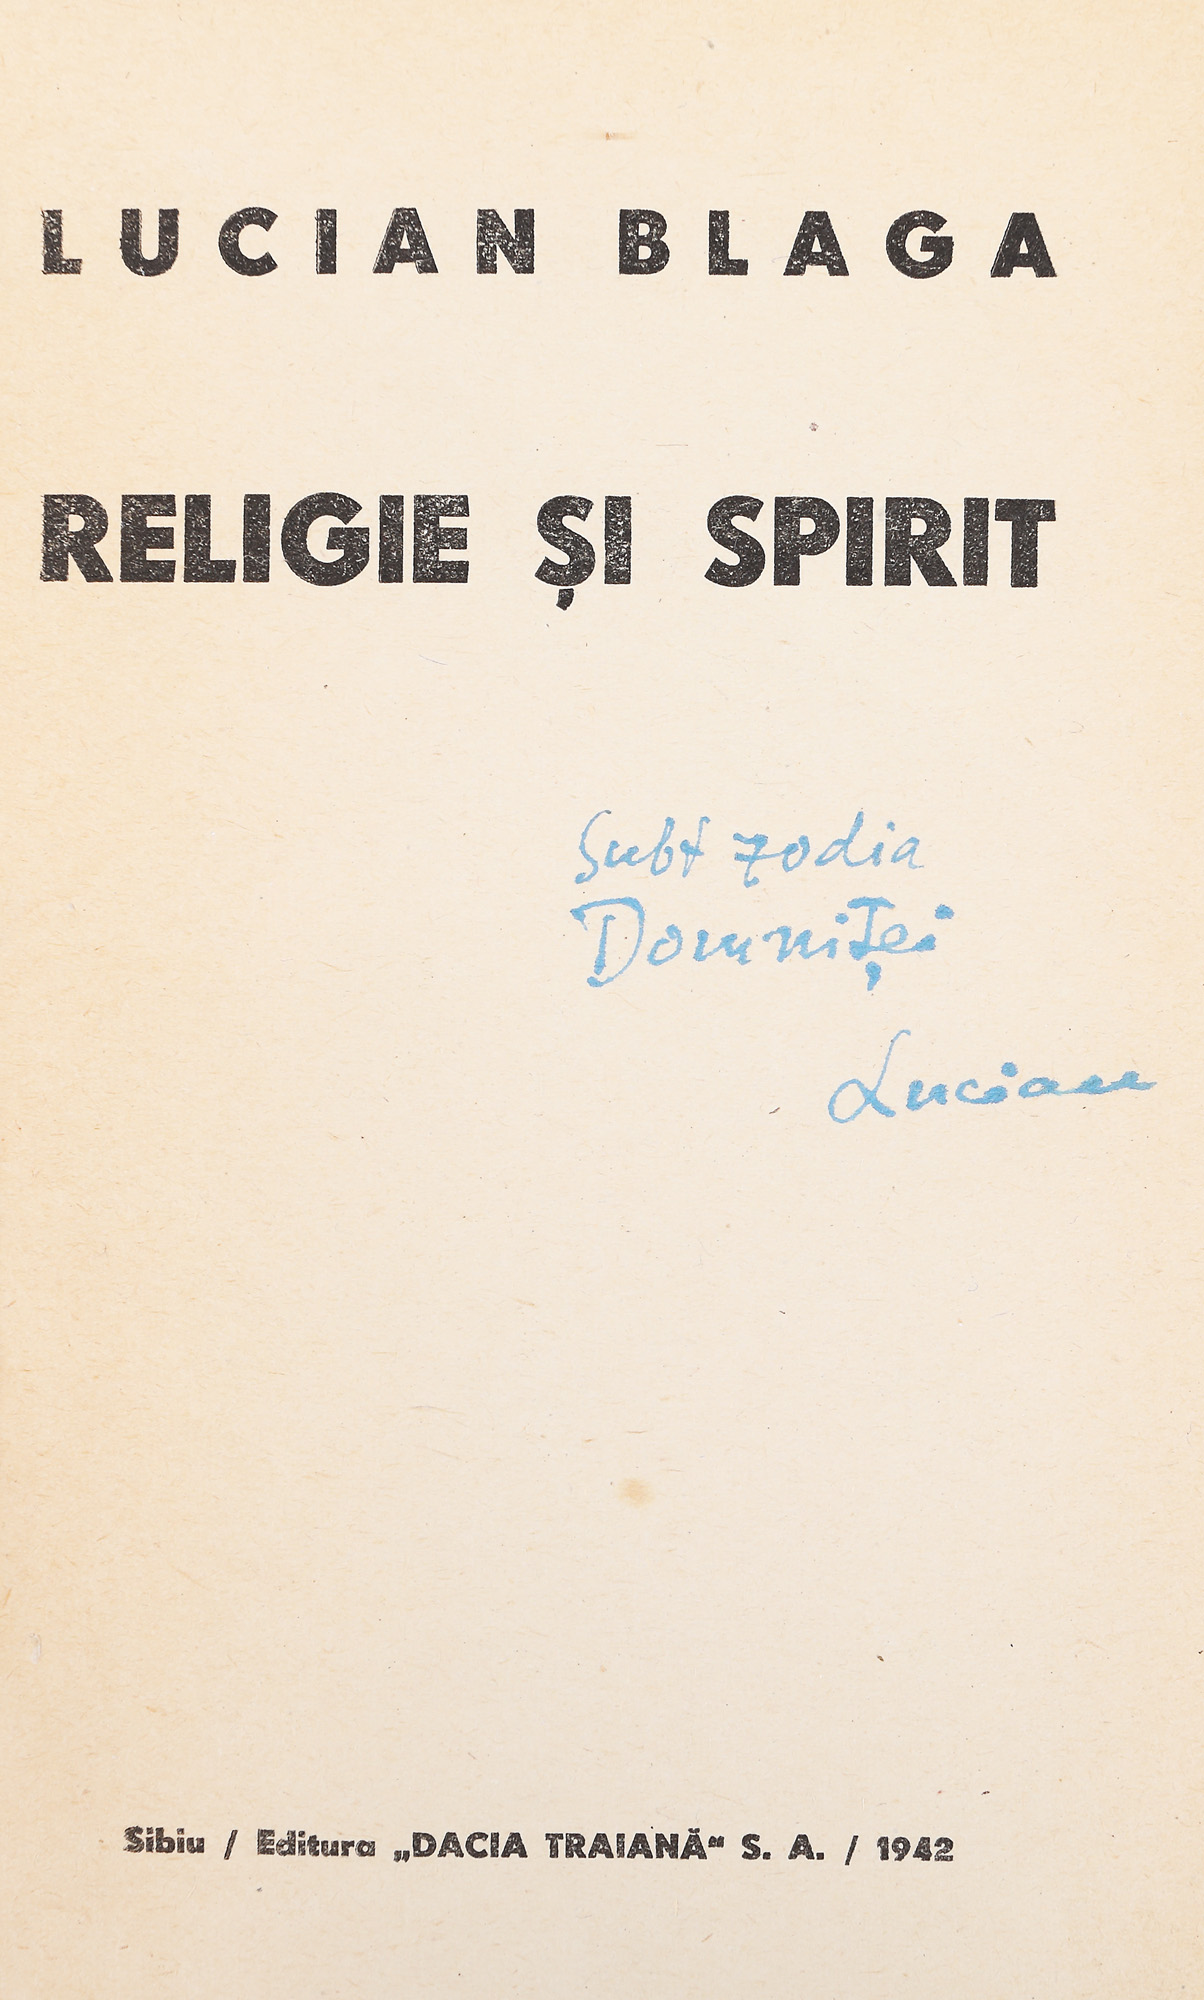 LUCIAN BLAGA
RELIGIE ȘI SPIRIT
Subt zodia
Domniței
Lucian
Sibiu / Editura „DACIA TRAIANĂ“ S. A. / 1942